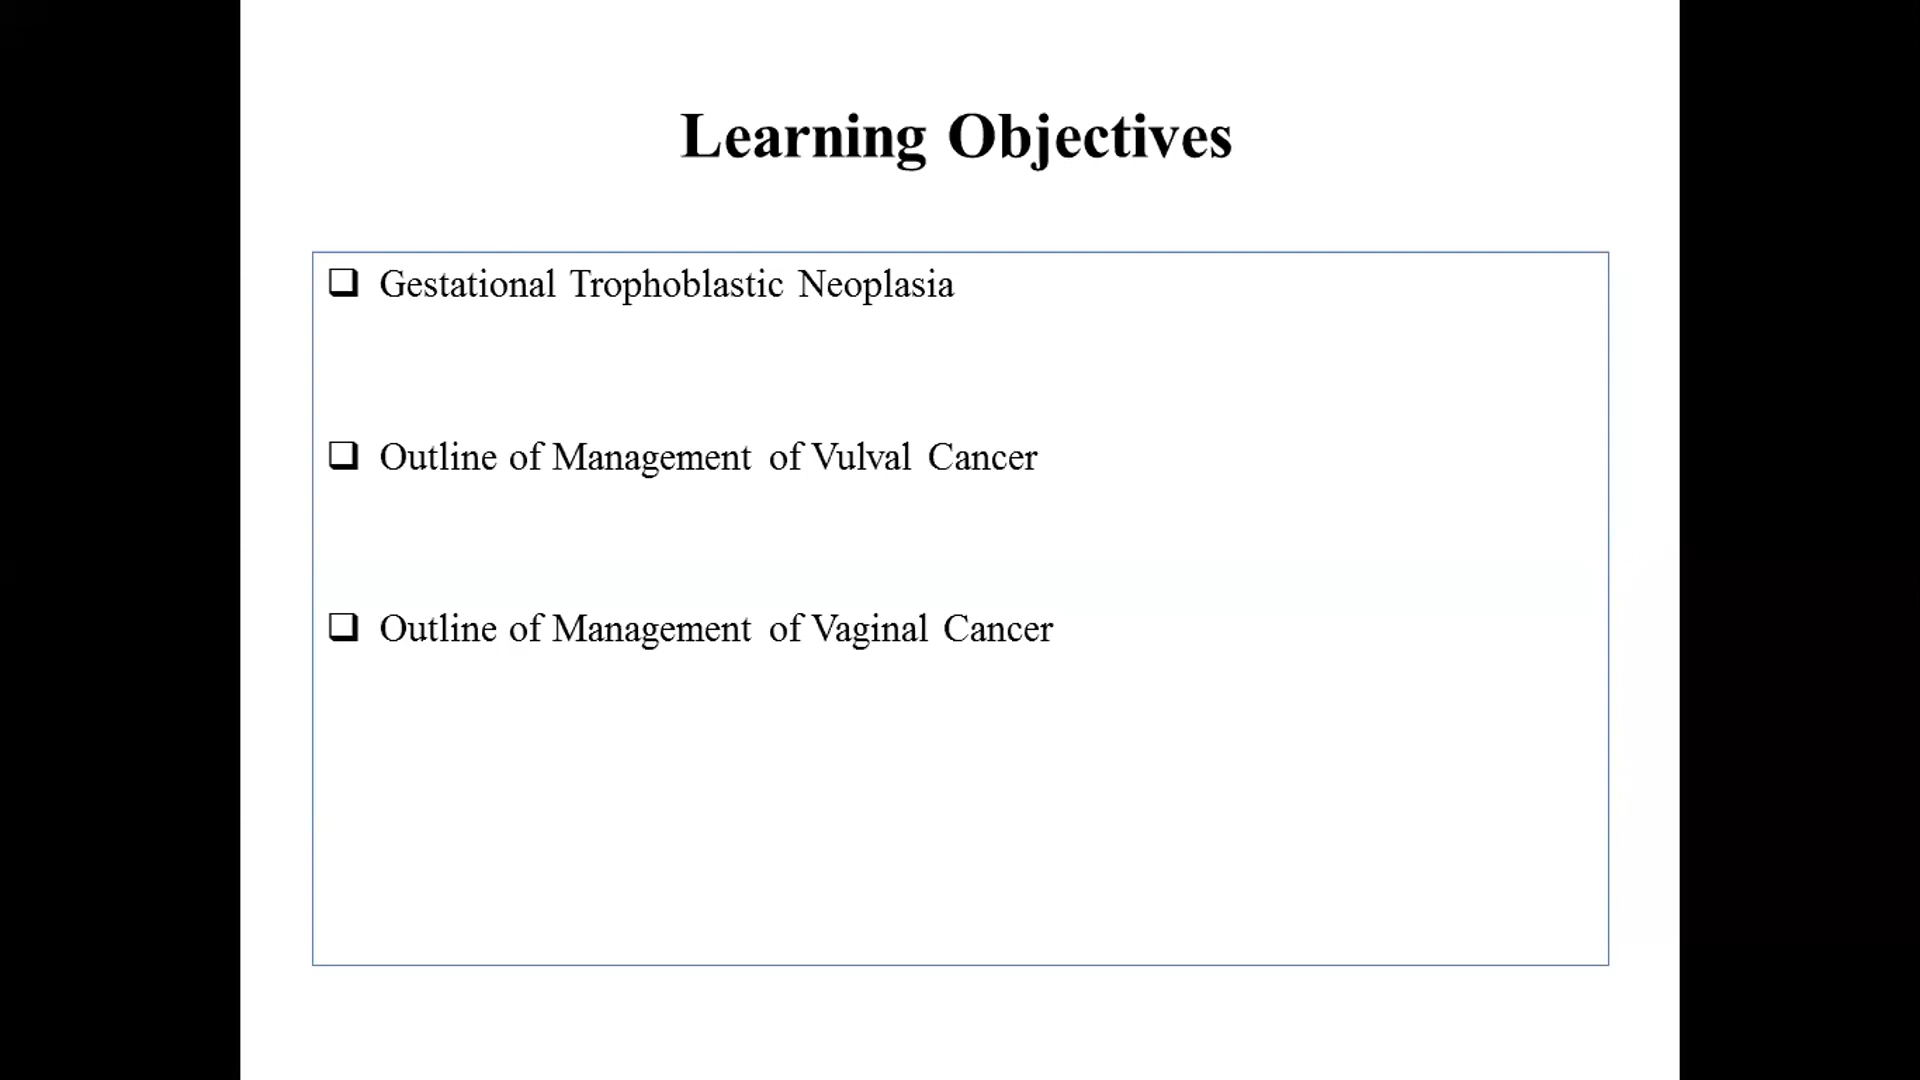 Learning Objectives
❑ Gestational Trophoblastic Neoplasia
❑ Outline of Management of Vulval Cancer
❑ Outline of Management of Vaginal Cancer